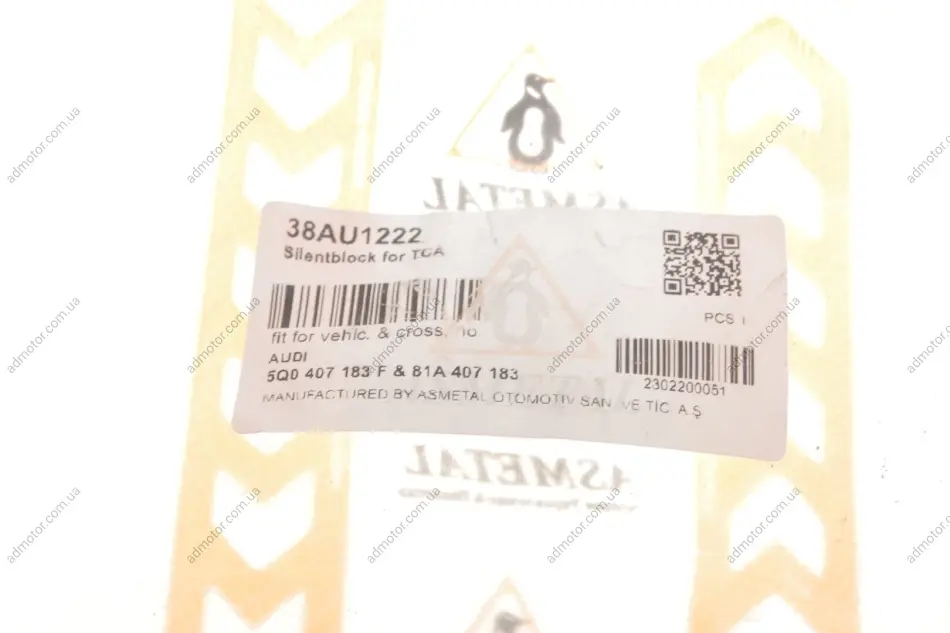 ASMETAL
38AU1222
Silentblock for TCA
fit for vehic. & cross. no
PCS 1
AUDI
5Q0 407 183 F & 81A 407 183
2302200051
MANUFACTURED BY ASMETAL OTOMOTIV SAN. VE TİC. A.Ş
ASMETAL
admotor.com.ua